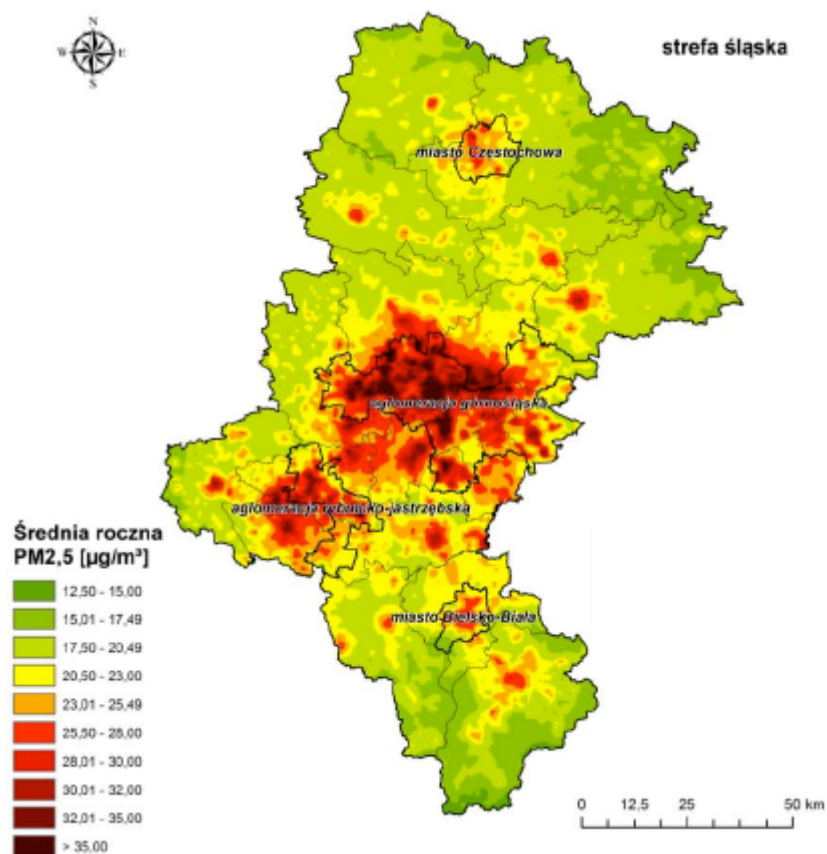 N
W
E
S
strefa śląska
miasto Częstochowa
aglomeracja górnośląska
aglomeracja rybnicko-jastrzębska
miasto Bielsko-Biała
Średnia roczna
PM2,5 [µg/m³]
12,50 - 15,00
15,01 - 17,49
17,50 - 20,49
20,50 - 23,00
23,01 - 25,49
25,50 - 28,00
28,01 - 30,00
30,01 - 32,00
32,01 - 35,00
> 35,00
0 12,5 25 50 km